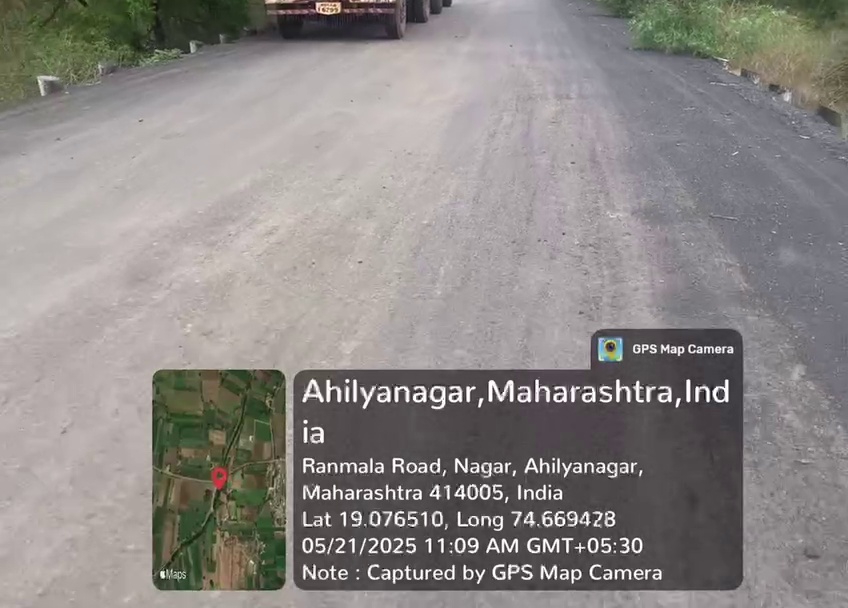 GPS Map Camera
Ahilyanagar,Maharashtra,Ind
ia
Ranmala Road, Nagar, Ahilyanagar,
Maharashtra 414005, India
Lat 19.076510, Long 74.669428
05/21/2025 11:09 AM GMT+05:30
Note : Captured by GPS Map Camera
Maps